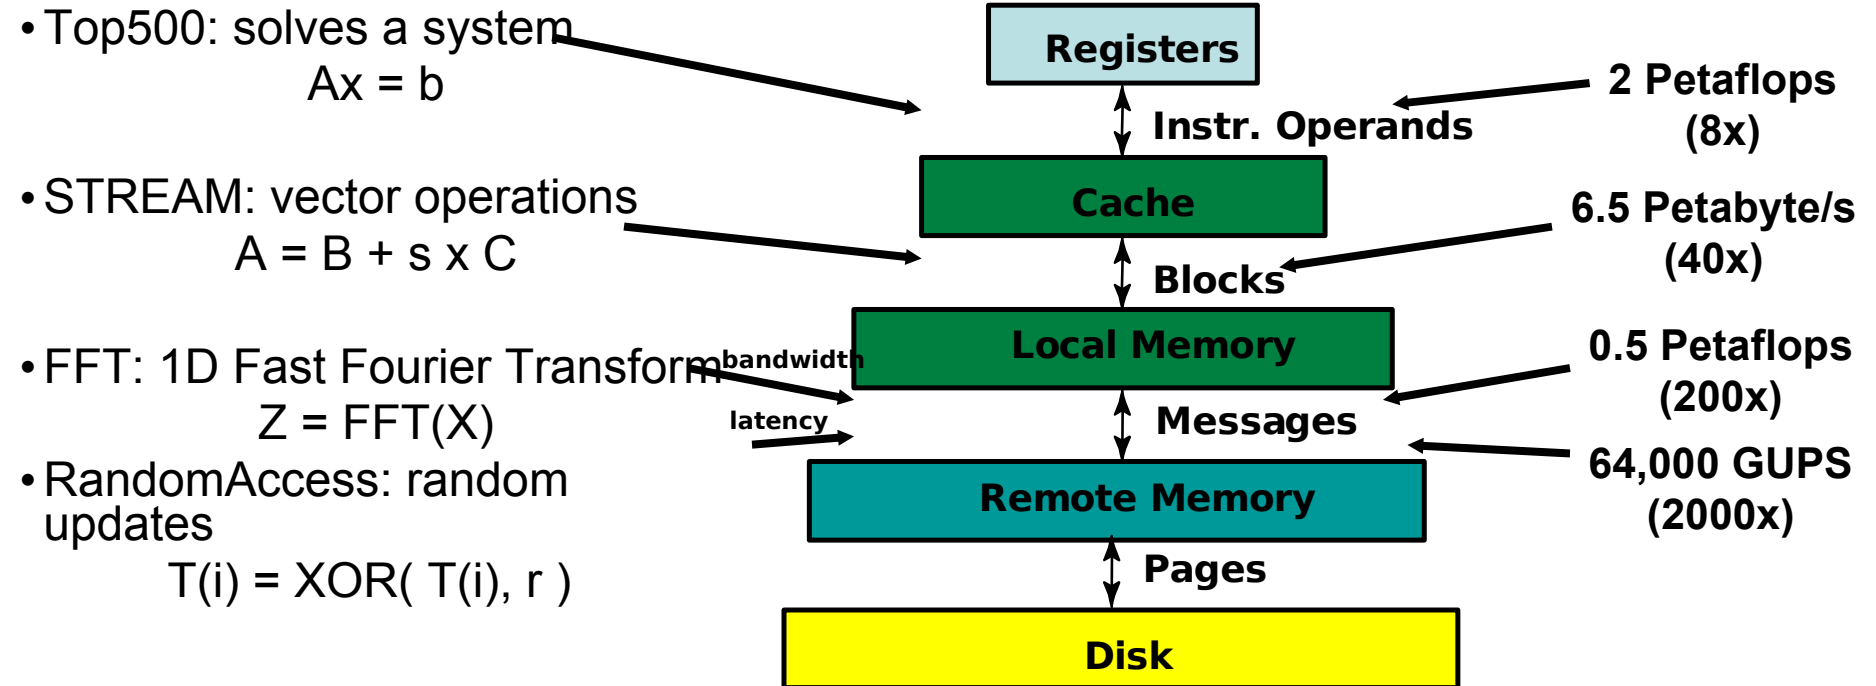 • Top500: solves a system
Ax = b
• STREAM: vector operations
A = B + s x C
• FFT: 1D Fast Fourier Transform
Z = FFT(X)
• RandomAccess: random
updates
T(i) = XOR( T(i), r )
bandwidth
latency
Registers
Instr. Operands
Cache
Blocks
Local Memory
Messages
Remote Memory
Pages
Disk
2 Petaflops
(8x)
6.5 Petabyte/s
(40x)
0.5 Petaflops
(200x)
64,000 GUPS
(2000x)